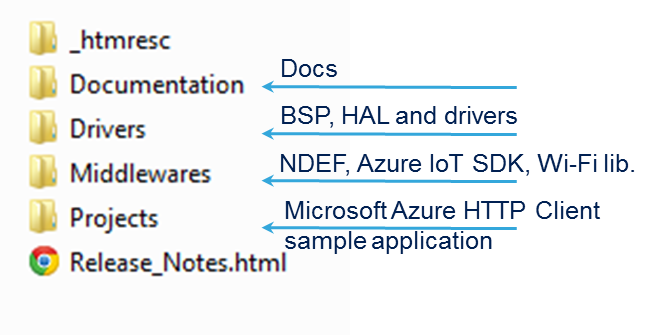 _htmresc
Documentation
Docs
Drivers
BSP, HAL and drivers
Middlewares
NDEF, Azure IoT SDK, Wi-Fi lib.
Projects
Microsoft Azure HTTP Client
sample application
Release_Notes.html